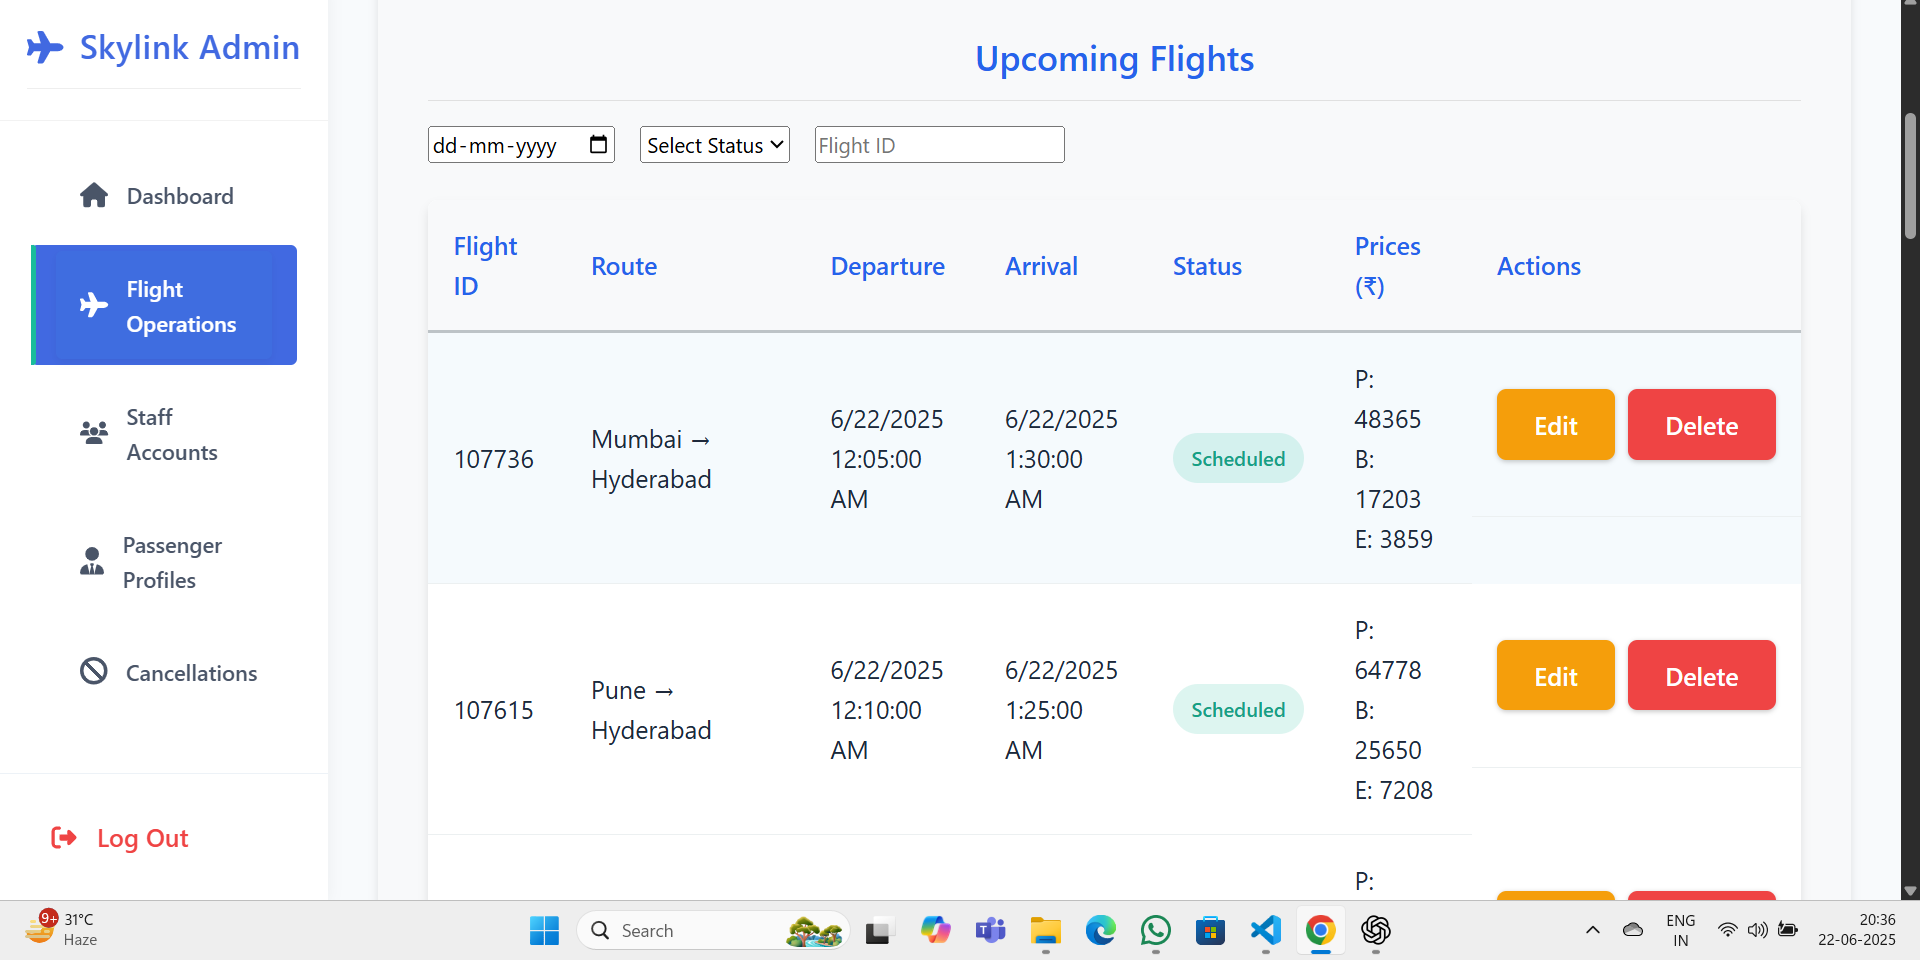 Skylink Admin
Dashboard
Flight
Operations
Staff
Accounts
Passenger
Profiles
Cancellations
Log Out
Upcoming Flights
dd-mm-yyyy
Select Status
Flight ID
Flight
ID
Route
Departure
Arrival
Status
Prices
(₹)
Actions
107736
Mumbai →
Hyderabad
6/22/2025
12:05:00
AM
6/22/2025
1:30:00
AM
Scheduled
P:
48365
B:
17203
E: 3859
Edit
Delete
107615
Pune →
Hyderabad
6/22/2025
12:10:00
AM
6/22/2025
1:25:00
AM
Scheduled
P:
64778
B:
25650
E: 7208
Edit
Delete
P:
9+
31°C
Haze
Search
ENG
IN
20:36
22-06-2025